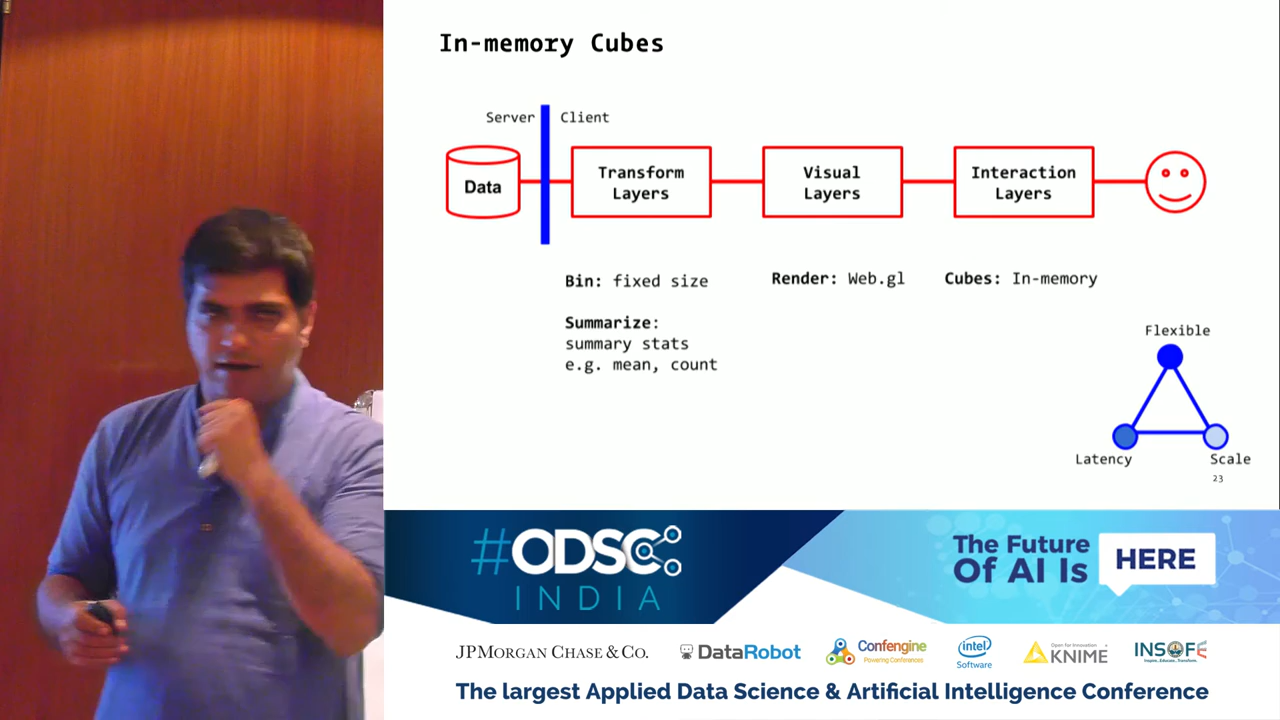 In-memory Cubes
Server
Client
Data
Transform
Layers
Visual
Layers
Interaction
Layers
Bin: fixed size
Summarize:
summary stats
e.g. mean, count
Render: Web.gl
Cubes: In-memory
Flexible
Latency
Scale
23
#ODSC
INDIA
The Future
Of AI Is
HERE
JPMORGAN CHASE & CO.
DataRobot
Confengine
Powering Conferences
intel
Software
Open for Innovation
KNIME
INSOFE
Inspire...Educate...Transform.
The largest Applied Data Science & Artificial Intelligence Conference